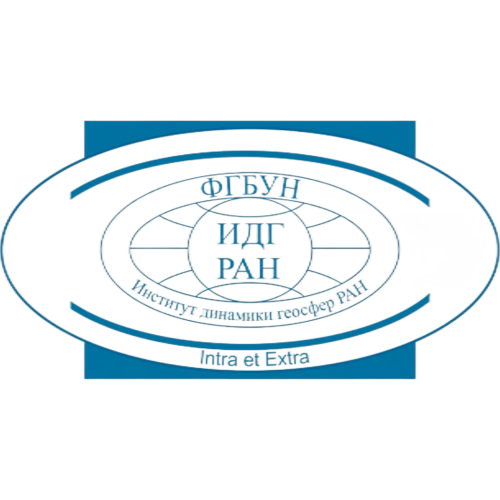 ФГБУН
ИДГ
РАН
Институт динамики геосфер РАН
Intra et Extra